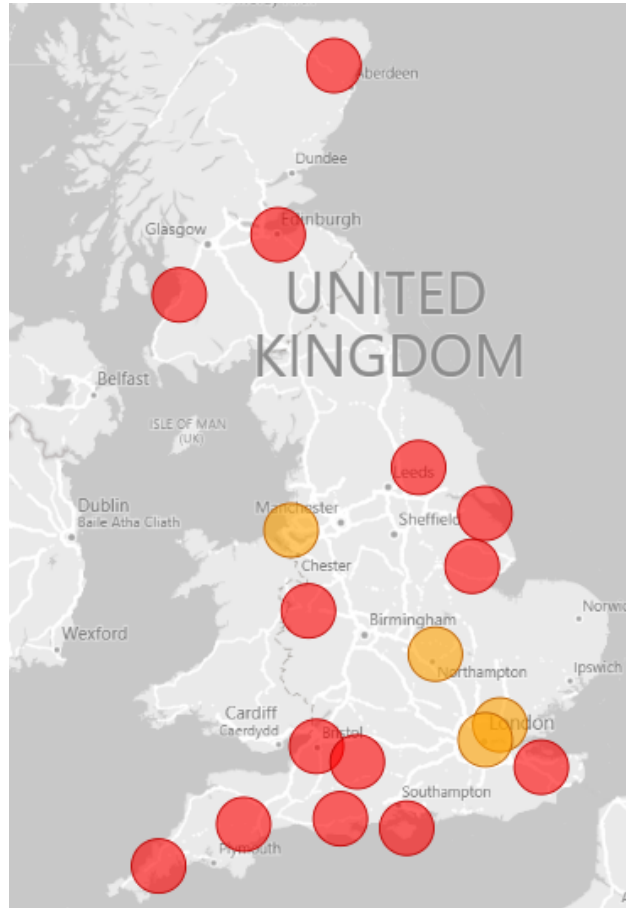 Aberdeen
Dundee
Edinburgh
Glasgow
UNITED
KINGDOM
Belfast
ISLE OF MAN
(UK)
Leeds
Dublin
Baile Átha Cliath
Manchester
Sheffield
Chester
Norwic
Wexford
Birmingham
Northampton
Ipswich
Cardiff
Caerdydd
London
Bristol
Southampton
Plymouth
A